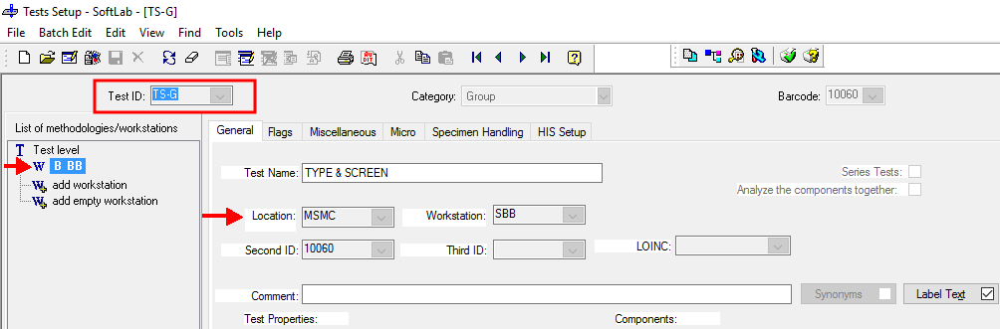 Tests Setup - SoftLab - [TS-G]
File Batch Edit Edit View Find Tools Help
Test ID: TS-G Category: Group Barcode: 10060
List of methodologies/workstations
General Flags Miscellaneous Micro Specimen Handling HIS Setup
T Test level
W B BB
W add workstation
W add empty workstation
Test Name: TYPE & SCREEN Series Tests:
Analyze the components together:
Location: MSMC Workstation: SBB
Second ID: 10060 Third ID: LOINC:
Comment: Synonyms Label Text
Test Properties: Components: